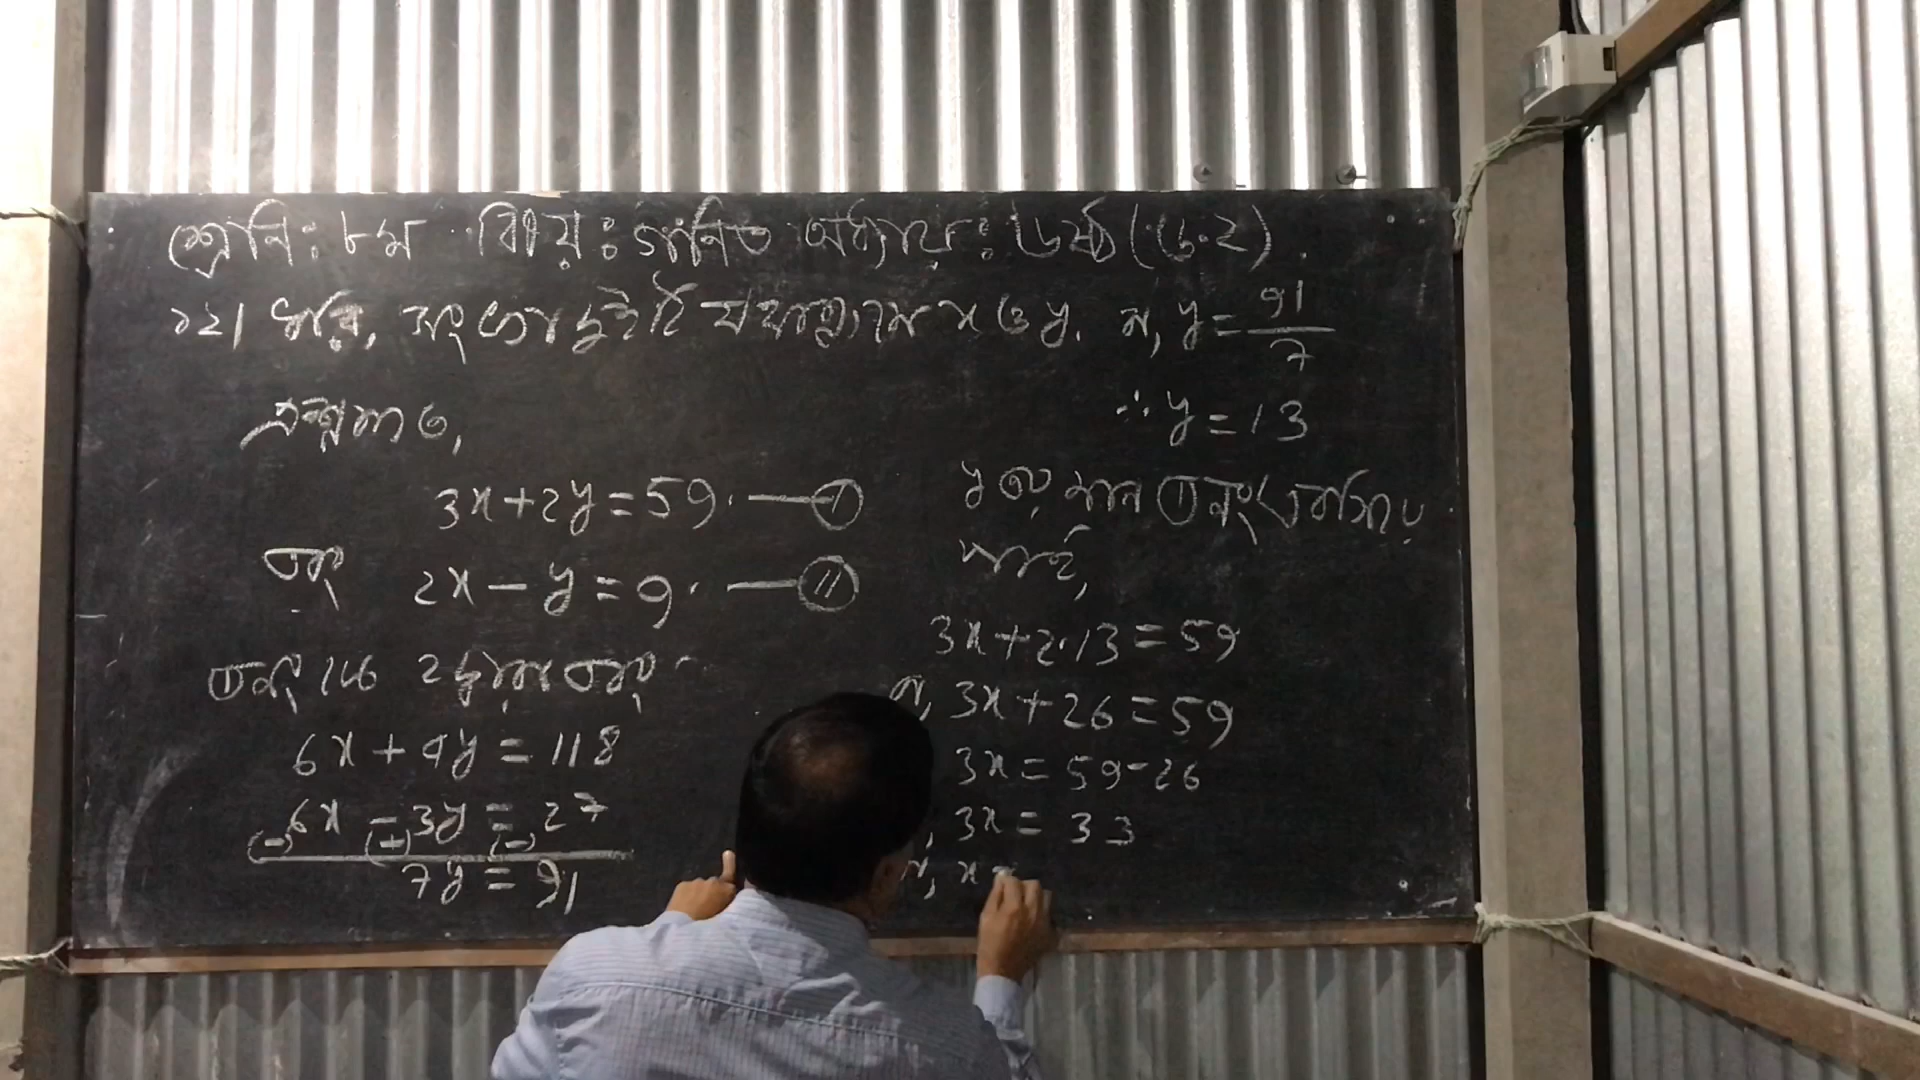 শ্রেণি: ৮ম বিষয়: গণিত অধ্যায়: ৬ষ্ঠ (৬.২)
১২। ধরি, সংখ্যা দুইটি যথাক্রমে x ও y.
প্রশ্নমতে,
3x+2y=59. —(i)
এবং 2x-y=9. —(ii)
2 দ্বারা এবং
6x+4y=118
6x-3y=27
(-) (+) (-)
7y=91
বা, y=91/7
∴ y=13
y এর মান (i) নং এ বসিয়ে
পাই,
3x+2.13=59
বা, 3x+26=59
3x=59-26
, 3x=33
বা, x=